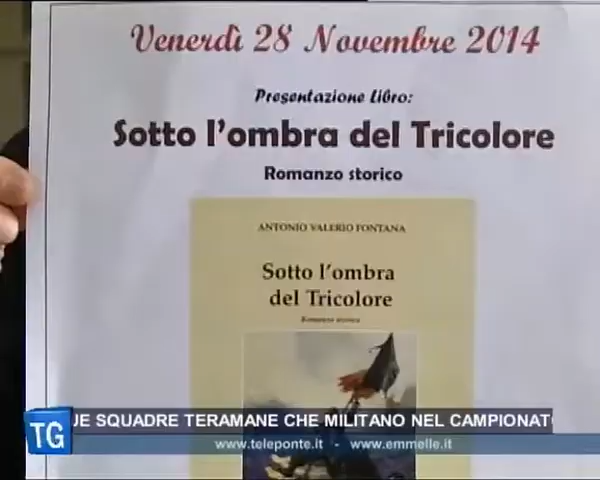 Venerdì 28 Novembre 2014
Presentazione Libro:
Sotto l'ombra del Tricolore
Romanzo storico
ANTONIO VALERIO FONTANA
Sotto l'ombra
del Tricolore
Romanzo storico
UE SQUADRE TERAMANE CHE MILITANO NEL CAMPIONATO
TG
www.teleponte.it - www.emmelle.it